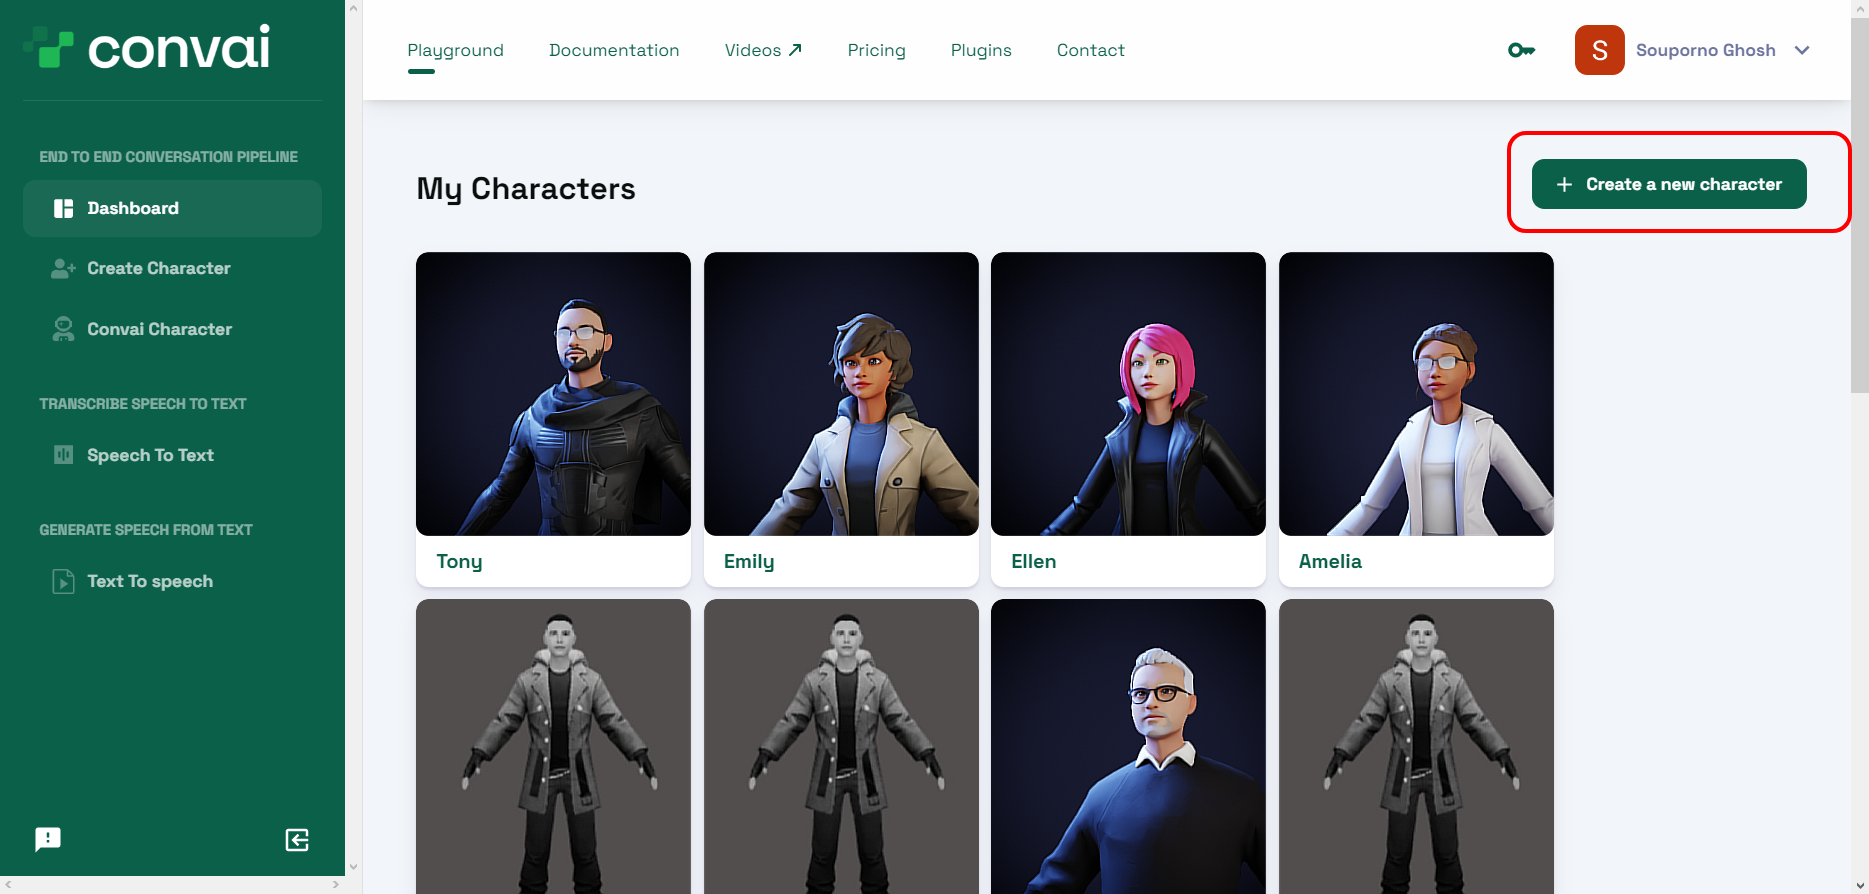 convai
END TO END CONVERSATION PIPELINE
Dashboard
Create Character
Convai Character
TRANSCRIBE SPEECH TO TEXT
Speech To Text
GENERATE SPEECH FROM TEXT
Text To speech
Playground Documentation Videos Pricing Plugins Contact
S Souporno Ghosh
My Characters
+ Create a new character
Tony
Emily
Ellen
Amelia